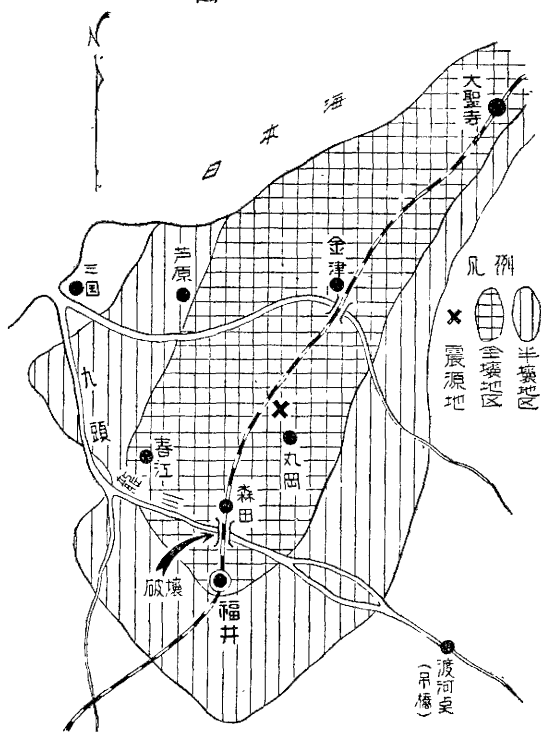 N
日本海
大聖寺
金津
芦原
三国
凡例
震源地
全壊地区
半壊地区
九頭
春江
丸岡
森田
破壊
福井
渡河点
(吊橋)